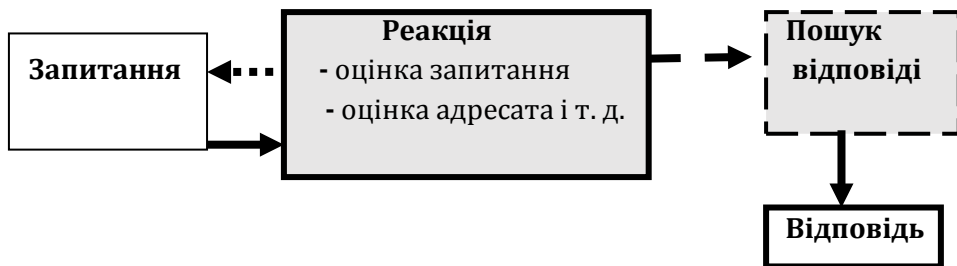 Запитання
Реакція
- оцінка запитання
- оцінка адресата і т. д.
Пошук
відповіді
Відповідь